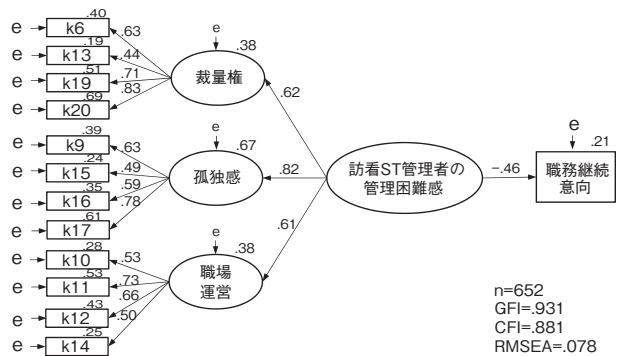 .40
e
k6
.63
.19
e
k13
.44
.51
e
k19
.71
.69
e
k20
.83
e
.38
裁量権
.62
.39
e
k9
.63
.24
e
k15
.49
.35
e
k16
.59
.61
e
k17
.78
e
.67
孤独感
.82
.28
e
k10
.53
.53
e
k11
.73
.43
e
k12
.66
.25
e
k14
.50
e
.38
職場
運営
.61
訪看ST管理者の
管理困難感
-.46
e
.21
職務継続
意向
n=652
GFI=.931
CFI=.881
RMSEA=.078